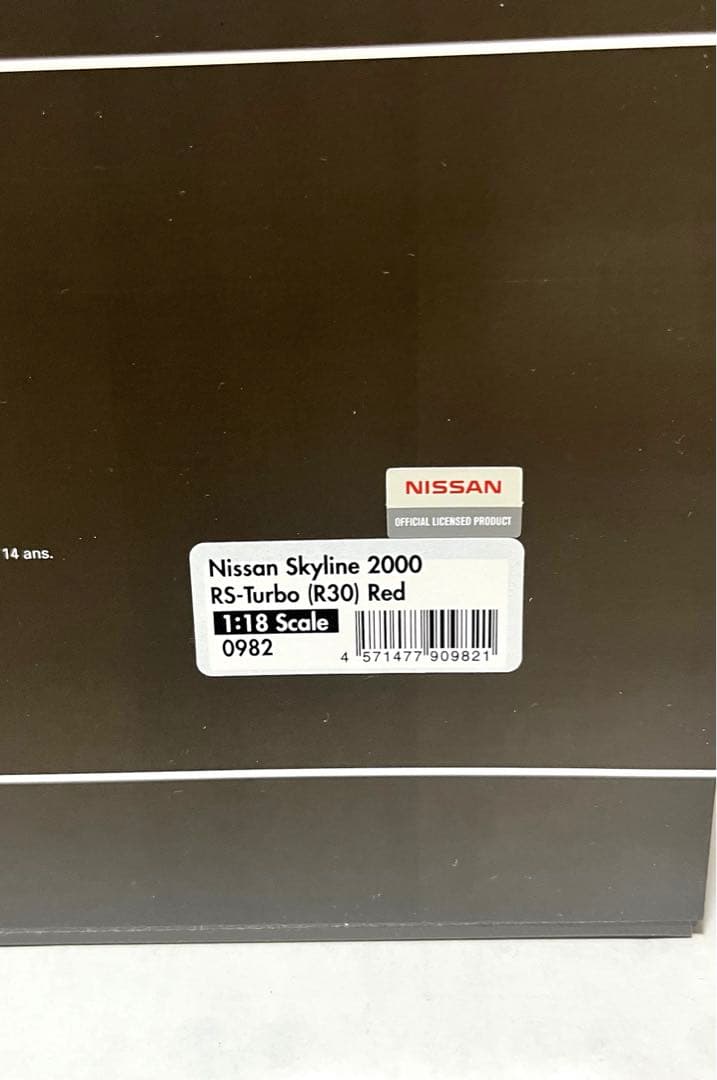 NISSAN
OFFICIAL LICENSED PRODUCT
14 ans.
Nissan Skyline 2000
RS-Turbo (R30) Red
1:18 Scale
0982
4 571477 909821